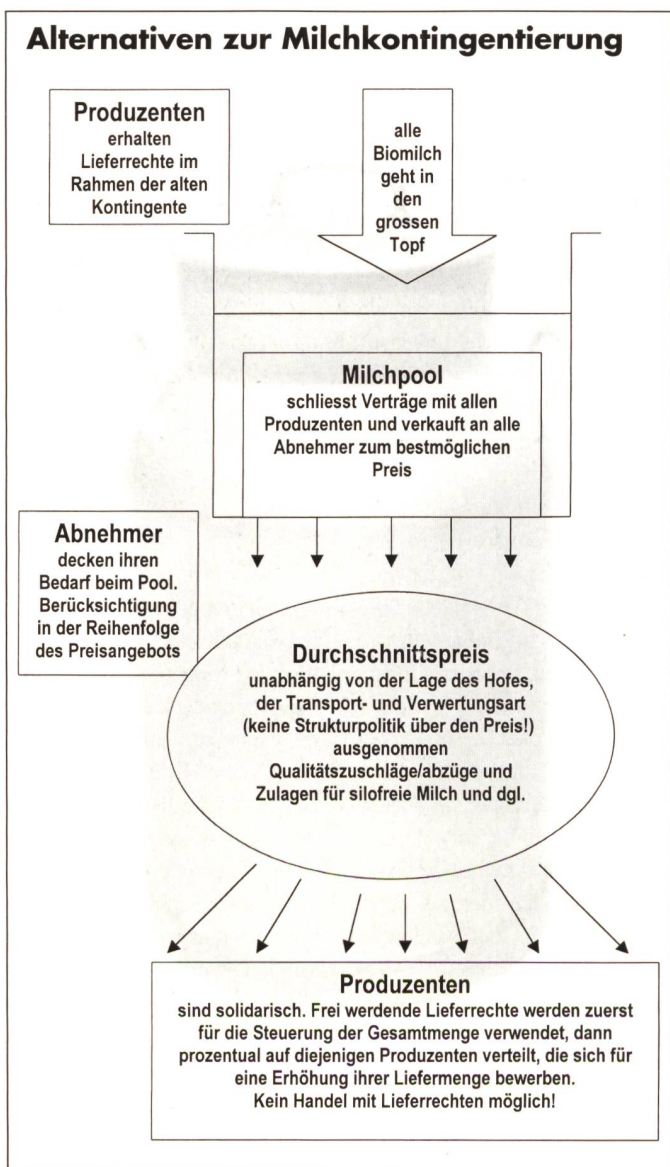 Alternativen zur Milchkontingentierung
Produzenten
erhalten
Lieferrechte im
Rahmen der alten
Kontingente
alle
Biomilch
geht in
den
grossen
Topf
Milchpool
schliesst Verträge mit allen
Produzenten und verkauft an alle
Abnehmer zum bestmöglichen
Preis
Abnehmer
decken ihren
Bedarf beim Pool.
Berücksichtigung
in der Reihenfolge
des Preisangebots
Durchschnittspreis
unabhängig von der Lage des Hofes,
der Transport- und Verwertungsart
(keine Strukturpolitik über den Preis!)
ausgenommen
Qualitätszuschläge/abzüge und
Zulagen für silofreie Milch und dgl.
Produzenten
sind solidarisch. Frei werdende Lieferrechte werden zuerst
für die Steuerung der Gesamtmenge verwendet, dann
prozentual auf diejenigen Produzenten verteilt, die sich für
eine Erhöhung ihrer Liefermenge bewerben.
Kein Handel mit Lieferrechten möglich!